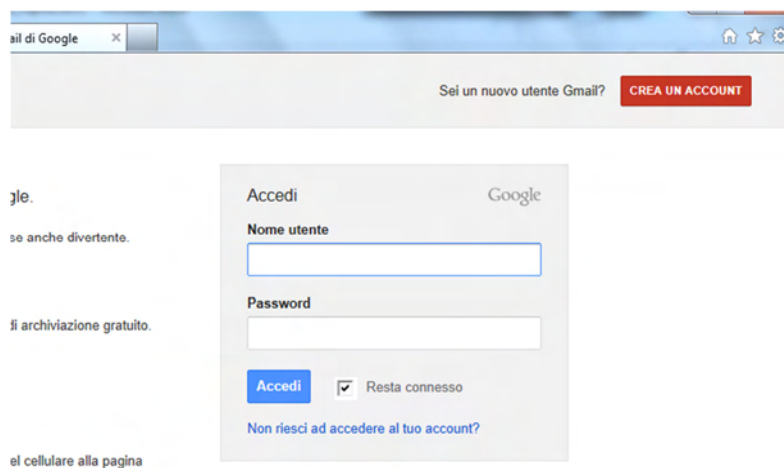 ail di Google
Sei un nuovo utente Gmail? CREA UN ACCOUNT
gle.
se anche divertente.
di archiviazione gratuito.
el cellulare alla pagina
Accedi Google
Nome utente
Password
Accedi Resta connesso
Non riesci ad accedere al tuo account?